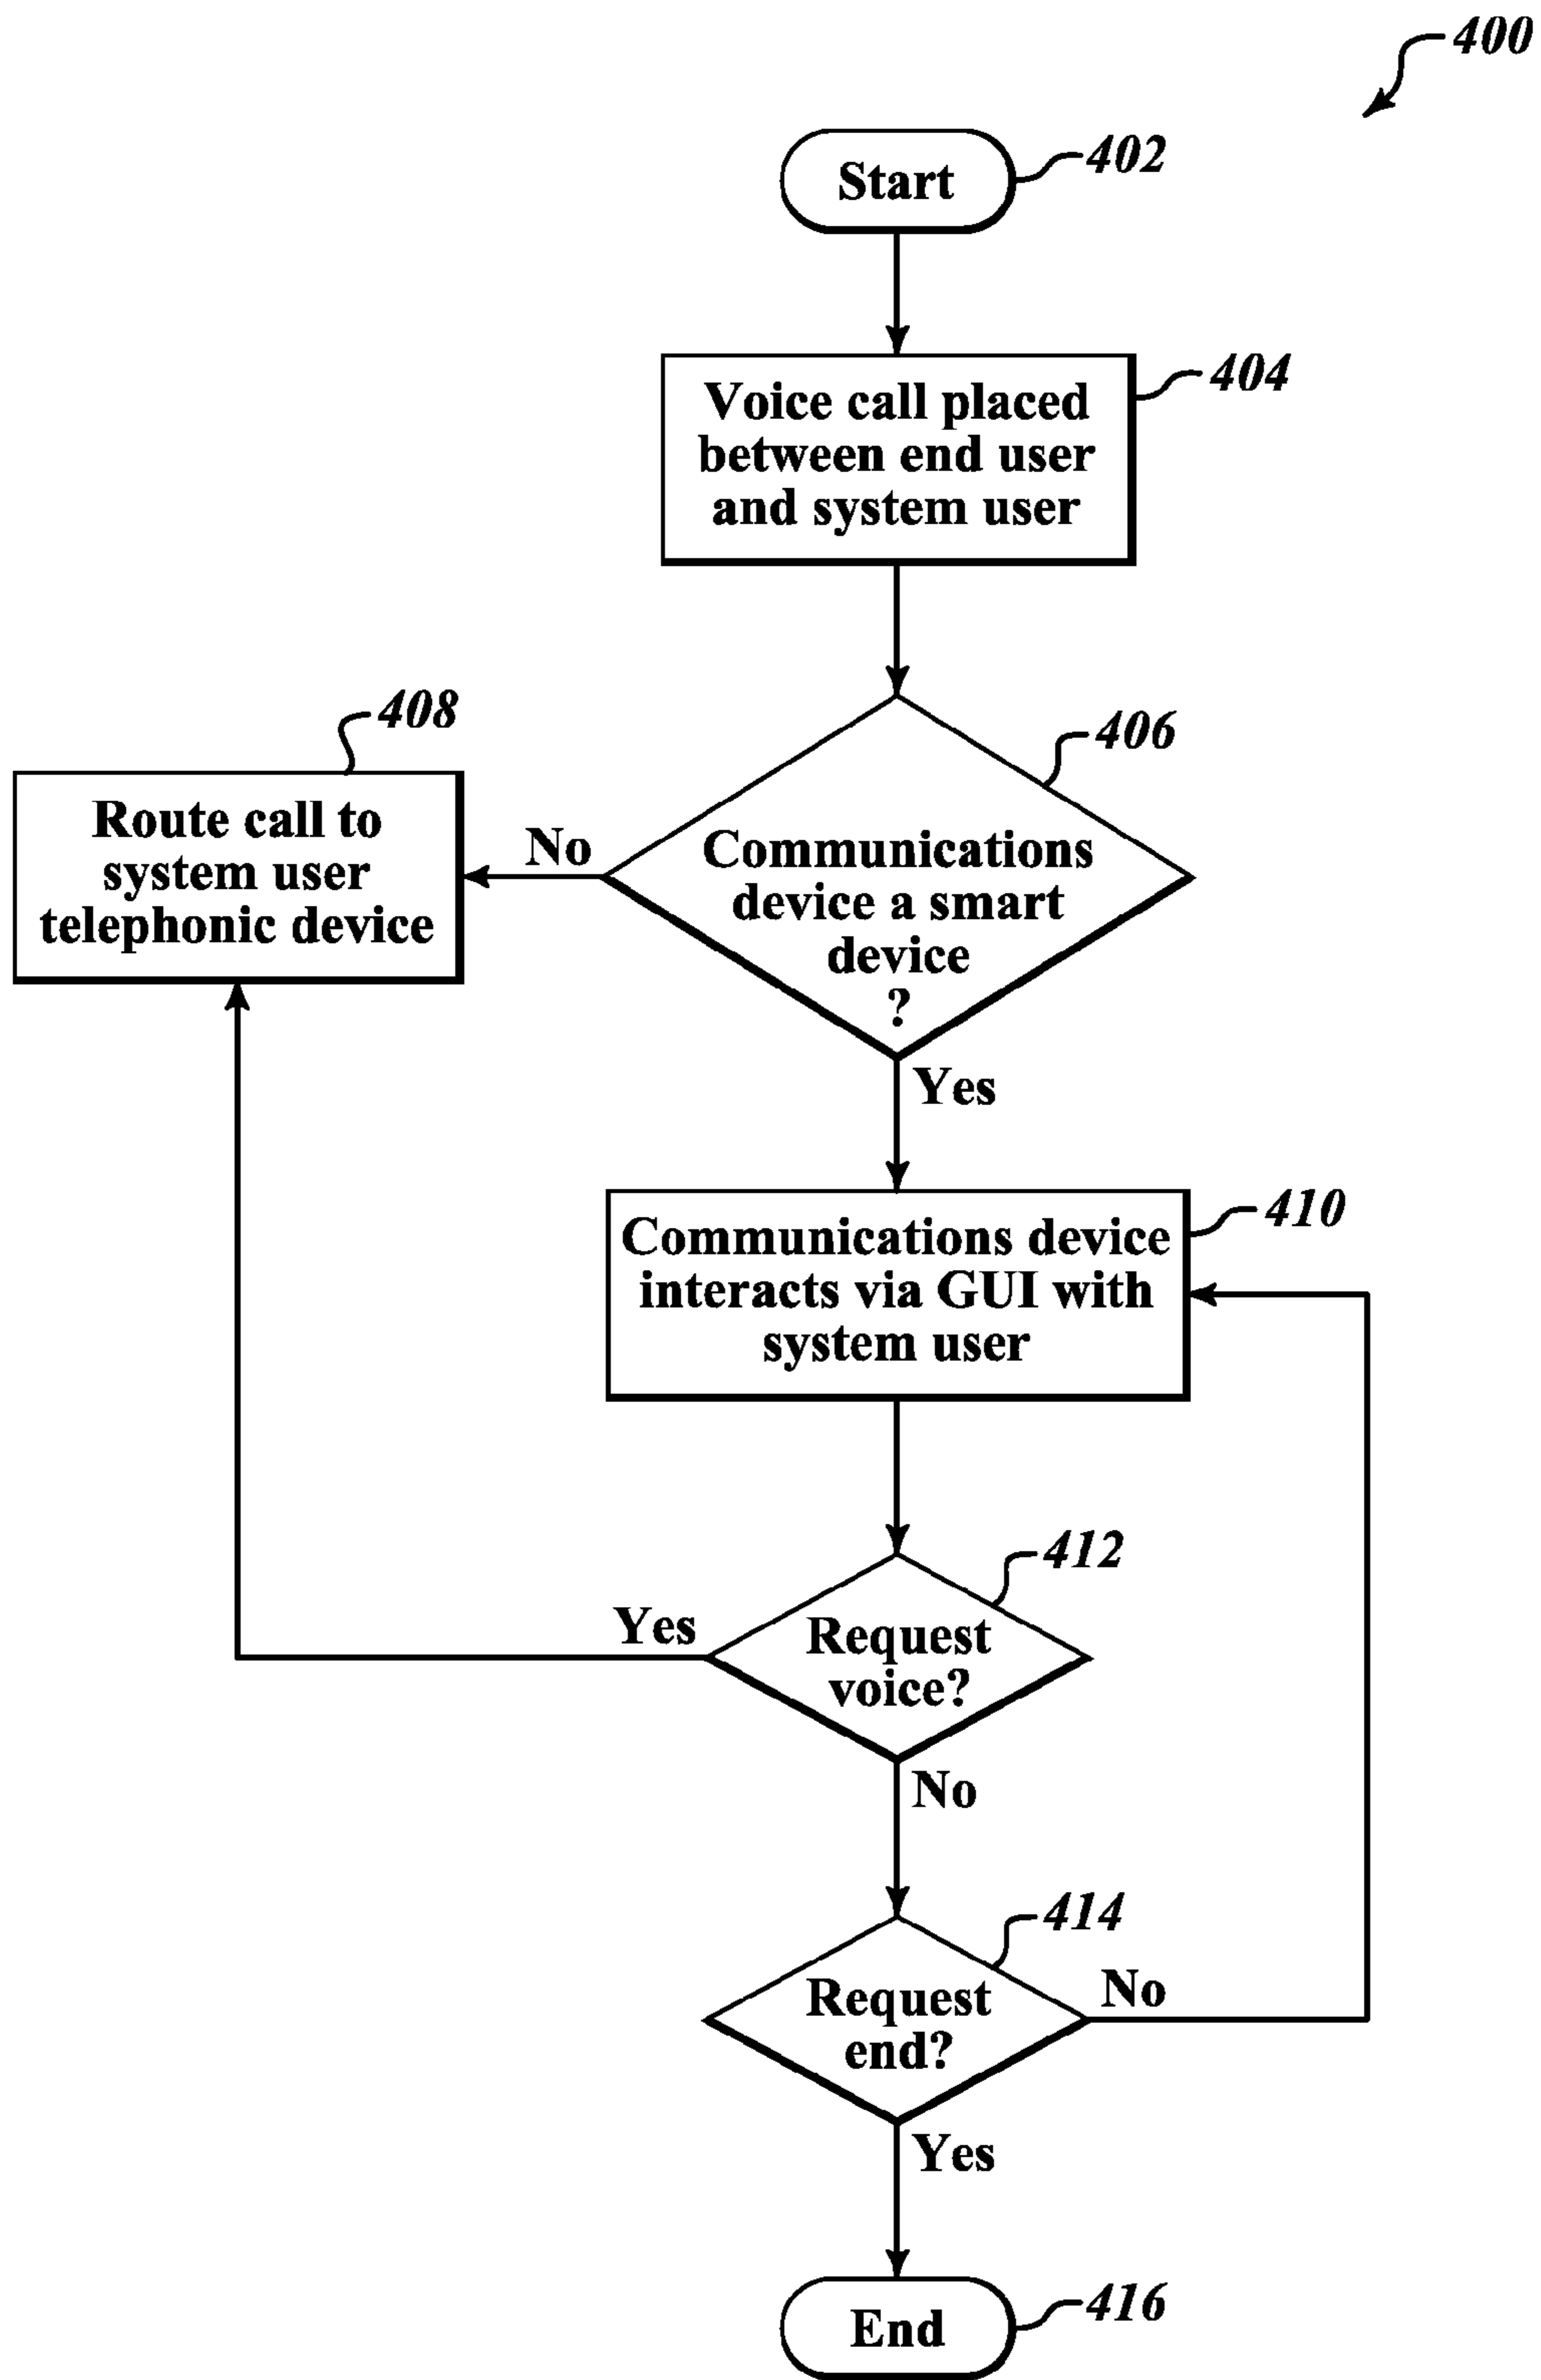 400
Start
402
Voice call placed
between end user
and system user
404
408
Route call to
system user
telephonic device
No
406
Communications
device a smart
device
?
Yes
Communications device
interacts via GUI with
system user
410
412
Yes
Request
voice?
No
414
Request
end?
No
Yes
End
416